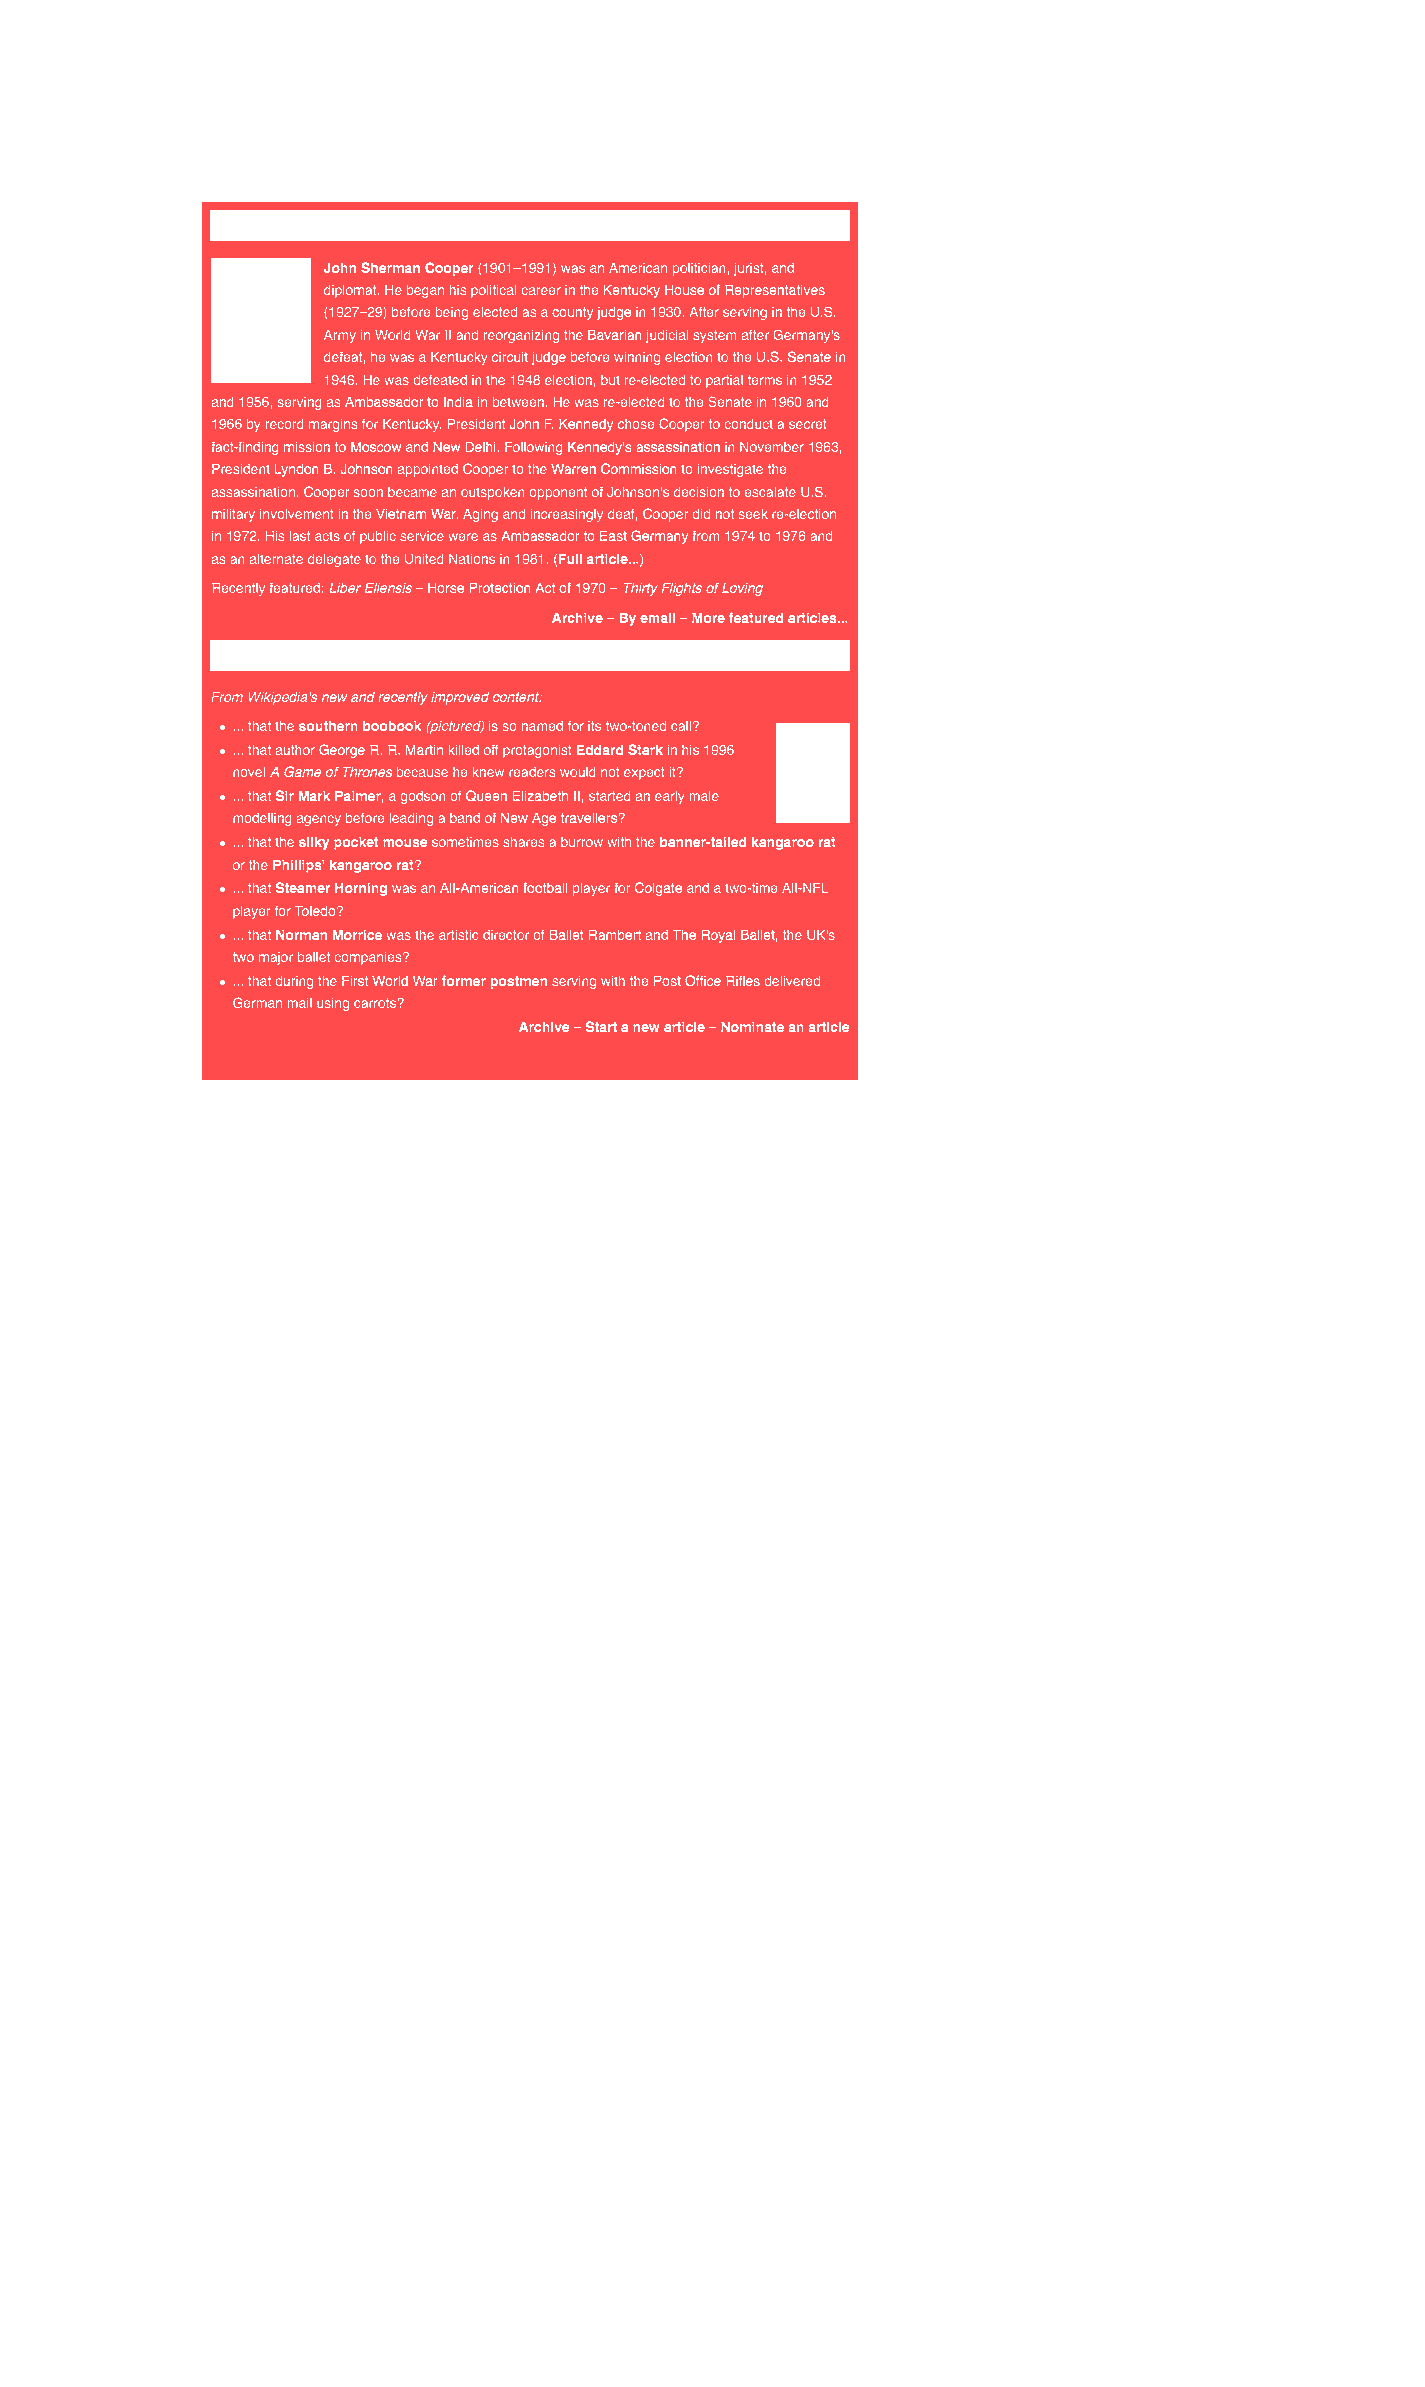 John Sherman Cooper (1901–1991) was an American politician, jurist, and
diplomat. He began his political career in the Kentucky House of Representatives
(1927–29) before being elected as a county judge in 1930. After serving in the U.S.
Army in World War II and reorganizing the Bavarian judicial system after Germany's
defeat, he was a Kentucky circuit judge before winning election to the U.S. Senate in
1946. He was defeated in the 1948 election, but re-elected to partial terms in 1952
and 1956, serving as Ambassador to India in between. He was re-elected to the Senate in 1960 and
1966 by record margins for Kentucky. President John F. Kennedy chose Cooper to conduct a secret
fact-finding mission to Moscow and New Delhi. Following Kennedy's assassination in November 1963,
President Lyndon B. Johnson appointed Cooper to the Warren Commission to investigate the
assassination. Cooper soon became an outspoken opponent of Johnson's decision to escalate U.S.
military involvement in the Vietnam War. Aging and increasingly deaf, Cooper did not seek re-election
in 1972. His last acts of public service were as Ambassador to East Germany from 1974 to 1976 and
as an alternate delegate to the United Nations in 1981. (Full article...)
Recently featured: Liber Eliensis – Horse Protection Act of 1970 – Thirty Flights of Loving
Archive – By email – More featured articles...
From Wikipedia's new and recently improved content:
• ... that the southern boobook (pictured) is so named for its two-toned call?
• ... that author George R. R. Martin killed off protagonist Eddard Stark in his 1996
novel A Game of Thrones because he knew readers would not expect it?
• ... that Sir Mark Palmer, a godson of Queen Elizabeth II, started an early male
modelling agency before leading a band of New Age travellers?
• ... that the silky pocket mouse sometimes shares a burrow with the banner-tailed kangaroo rat
or the Phillips' kangaroo rat?
• ... that Steamer Horning was an All-American football player for Colgate and a two-time All-NFL
player for Toledo?
• ... that Norman Morrice was the artistic director of Ballet Rambert and The Royal Ballet, the UK's
two major ballet companies?
• ... that during the First World War former postmen serving with the Post Office Rifles delivered
German mail using carrots?
Archive – Start a new article – Nominate an article